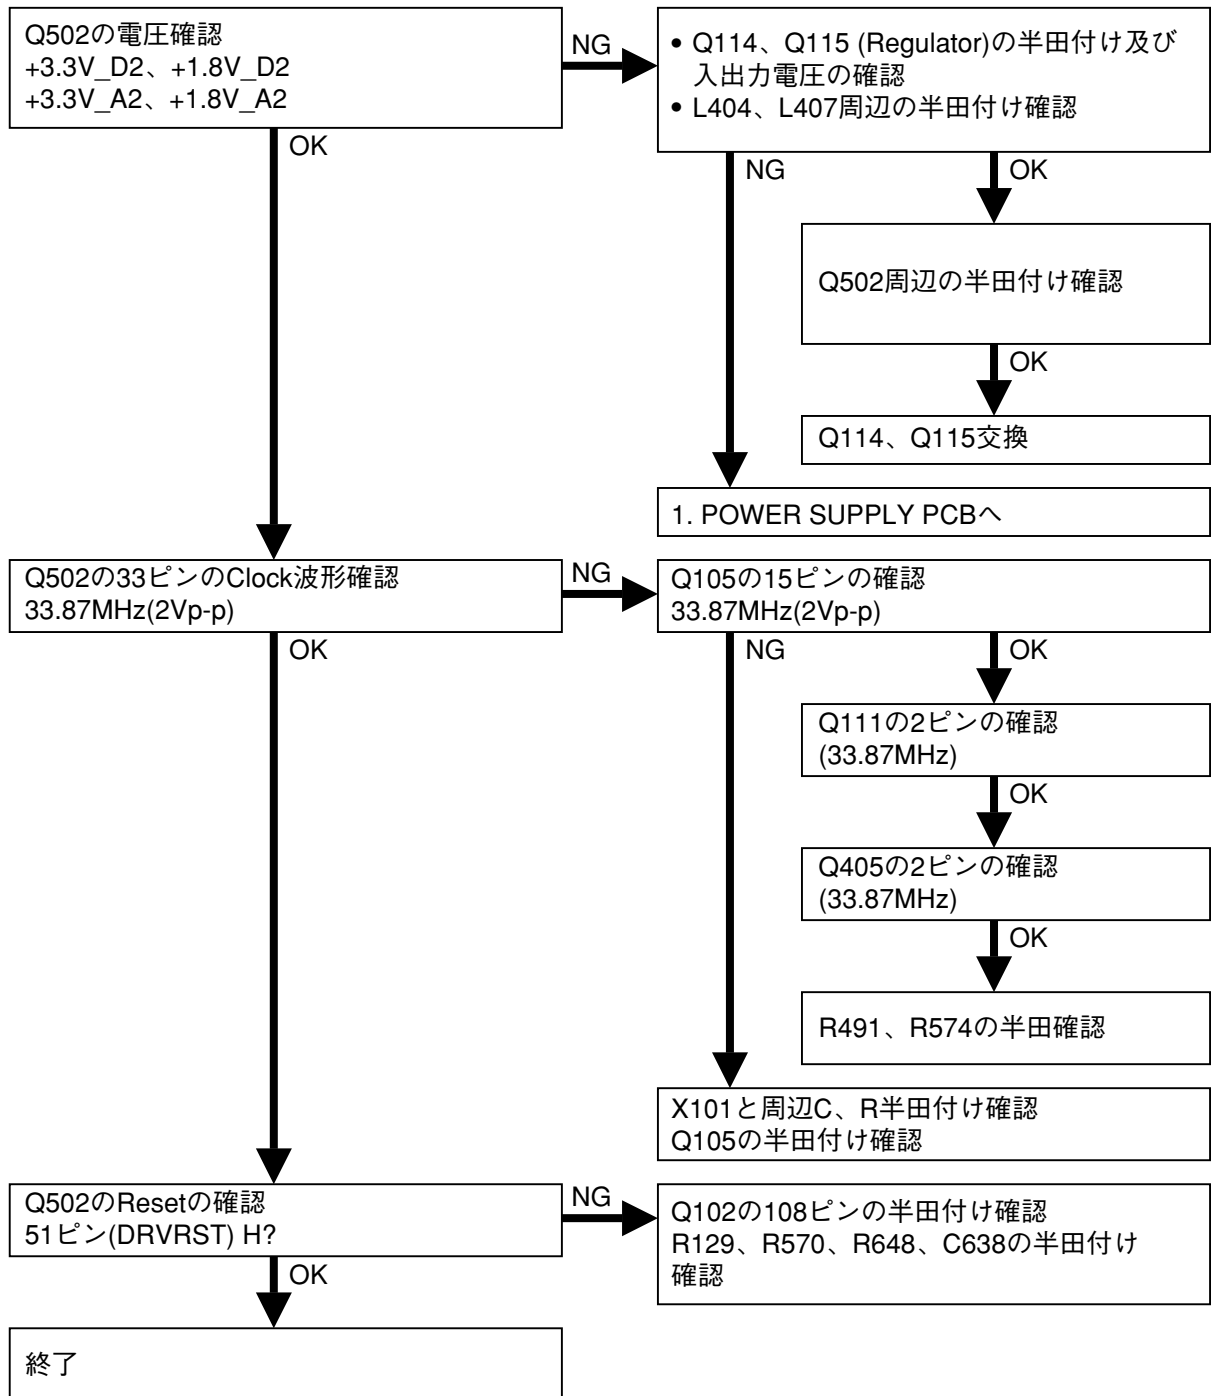 Q502の電圧確認
+3.3V_D2、+1.8V_D2
+3.3V_A2、+1.8V_A2
NG
• Q114、Q115 (Regulator)の半田付け及び
入出力電圧の確認
• L404、L407周辺の半田付け確認
OK
NG
OK
Q502周辺の半田付け確認
OK
Q114、Q115交換
1. POWER SUPPLY PCBへ
Q502の33ピンのClock波形確認
33.87MHz(2Vp-p)
NG
Q105の15ピンの確認
33.87MHz(2Vp-p)
OK
NG
OK
Q111の2ピンの確認
(33.87MHz)
OK
Q405の2ピンの確認
(33.87MHz)
OK
R491、R574の半田確認
X101と周辺C、R半田付け確認
Q105の半田付け確認
Q502のResetの確認
51ピン(DRVRST) H?
NG
Q102の108ピンの半田付け確認
R129、R570、R648、C638の半田付け
確認
OK
終了